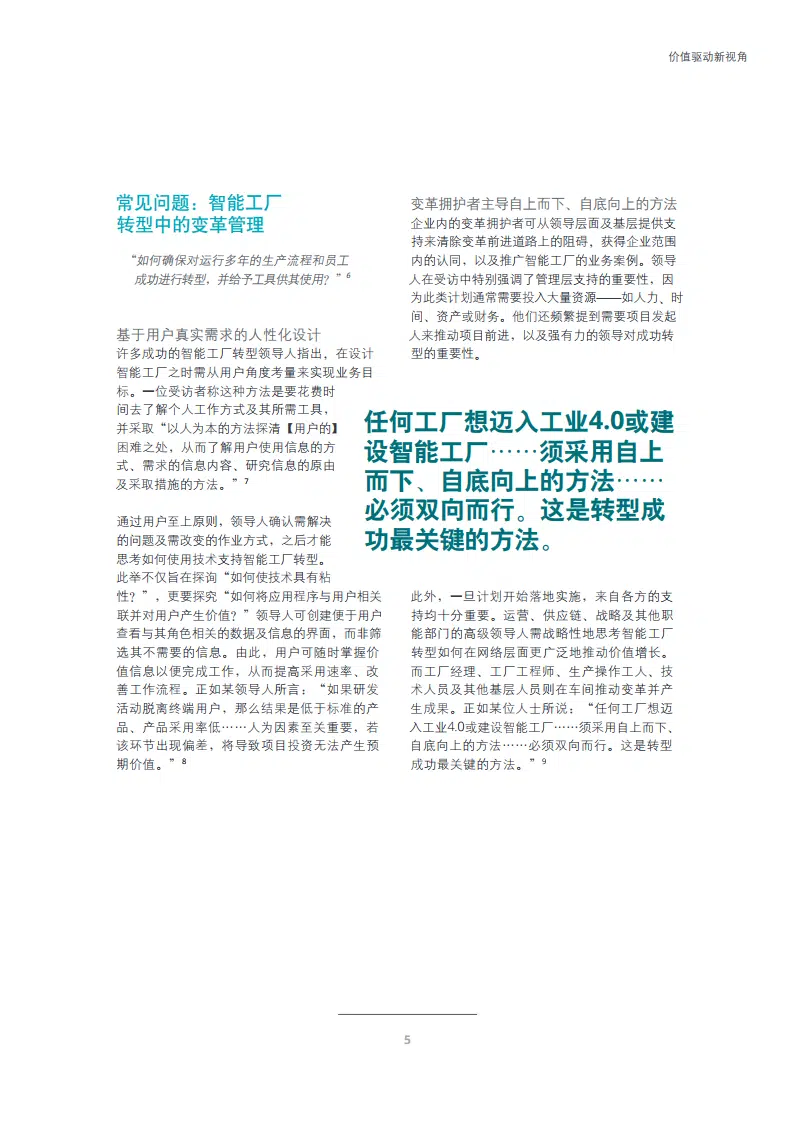 价值驱动新视角
常见问题：智能工厂
转型中的变革管理
“如何确保对运行多年的生产流程和员工
成功进行转型，并给予工具供其使用？”6
基于用户真实需求的人性化设计
许多成功的智能工厂转型领导人指出，在设计
智能工厂之时需从用户角度考量来实现业务目
标。一位受访者称这种方法是要花费时
间去了解个人工作方式及其所需工具，
并采取“以人为本的方法探清【用户的】
困难之处，从而了解用户使用信息的方
式、需求的信息内容、研究信息的原由
及采取措施的方法。”7
通过用户至上原则，领导人确认需解决
的问题及需改变的作业方式，之后才能
思考如何使用技术支持智能工厂转型。
此举不仅旨在探询“如何使技术具有粘
性？”，更要探究“如何将应用程序与用户相关
联并对用户产生价值？”领导人可创建便于用户
查看与其角色相关的数据及信息的界面，而非筛
选其不需要的信息。由此，用户可随时掌握价
值信息以便完成工作，从而提高采用速率、改
善工作流程。正如某领导人所言：“如果研发
活动脱离终端用户，那么结果是低于标准的产
品、产品采用率低……人为因素至关重要，若
该环节出现偏差，将导致项目投资无法产生预
期价值。”8
变革拥护者主导自上而下、自底向上的方法
企业内的变革拥护者可从领导层面及基层提供支
持来清除变革前进道路上的阻碍，获得企业范围
内的认同，以及推广智能工厂的业务案例。领导
人在受访中特别强调了管理层支持的重要性，因
为此类计划通常需要投入大量资源——如人力、时
间、资产或财务。他们还频繁提到需要项目发起
人来推动项目前进，以及强有力的领导对成功转
型的重要性。
任何工厂想迈入工业4.0或建
设智能工厂……须采用自上
而下、自底向上的方法……
必须双向而行。这是转型成
功最关键的方法。
此外，一旦计划开始落地实施，来自各方的支
持均十分重要。运营、供应链、战略及其他职
能部门的高级领导人需战略性地思考智能工厂
转型如何在网络层面更广泛地推动价值增长。
而工厂经理、工厂工程师、生产操作工人、技
术人员及其他基层人员则在车间推动变革并产
生成果。正如某位人士所说：“任何工厂想迈
入工业4.0或建设智能工厂……须采用自上而下、
自底向上的方法……必须双向而行。这是转型
成功最关键的方法。”9
5